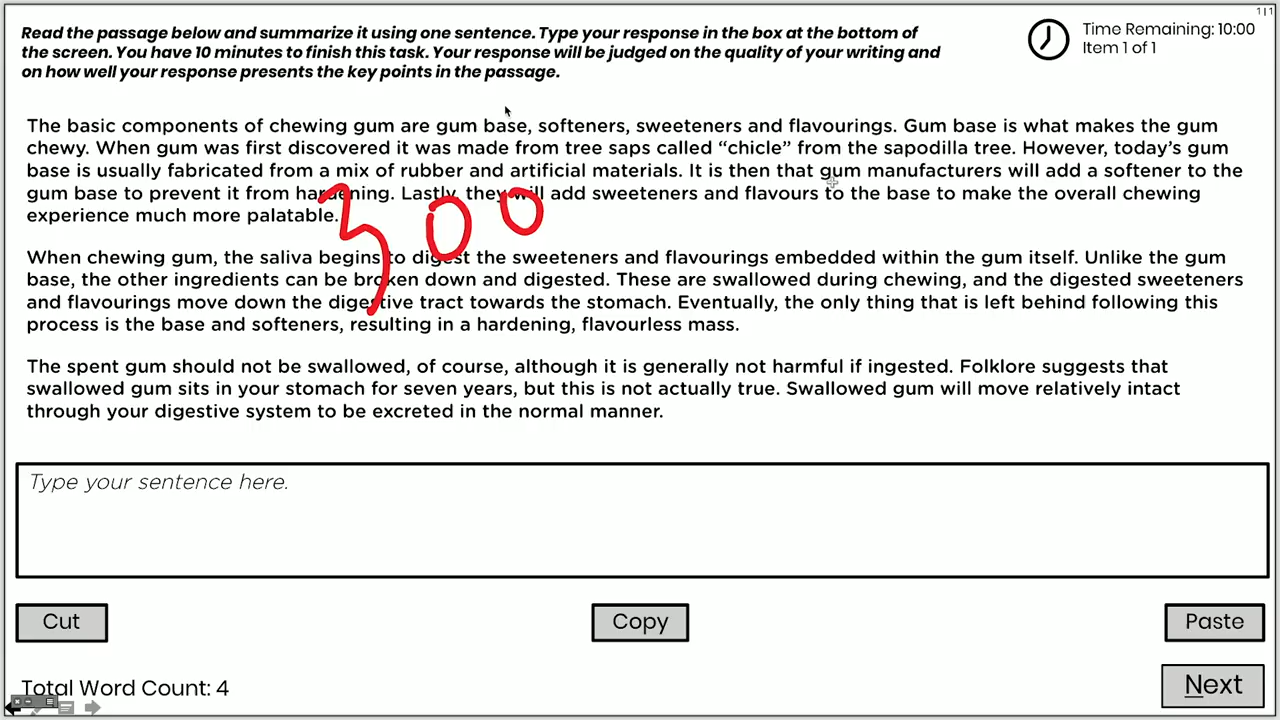 1|1
Read the passage below and summarize it using one sentence. Type your response in the box at the bottom of
the screen. You have 10 minutes to finish this task. Your response will be judged on the quality of your writing and
on how well your response presents the key points in the passage.
Time Remaining: 10:00
Item 1 of 1
The basic components of chewing gum are gum base, softeners, sweeteners and flavourings. Gum base is what makes the gum
chewy. When gum was first discovered it was made from tree saps called “chicle” from the sapodilla tree. However, today’s gum
base is usually fabricated from a mix of rubber and artificial materials. It is then that gum manufacturers will add a softener to the
gum base to prevent it from hardening. Lastly, they will add sweeteners and flavours to the base to make the overall chewing
experience much more palatable.
300
When chewing gum, the saliva begins to digest the sweeteners and flavourings embedded within the gum itself. Unlike the gum
base, the other ingredients can be broken down and digested. These are swallowed during chewing, and the digested sweeteners
and flavourings move down the digestive tract towards the stomach. Eventually, the only thing that is left behind following this
process is the base and softeners, resulting in a hardening, flavourless mass.
The spent gum should not be swallowed, of course, although it is generally not harmful if ingested. Folklore suggests that
swallowed gum sits in your stomach for seven years, but this is not actually true. Swallowed gum will move relatively intact
through your digestive system to be excreted in the normal manner.
Type your sentence here.
Cut
Copy
Paste
Total Word Count: 4
Next